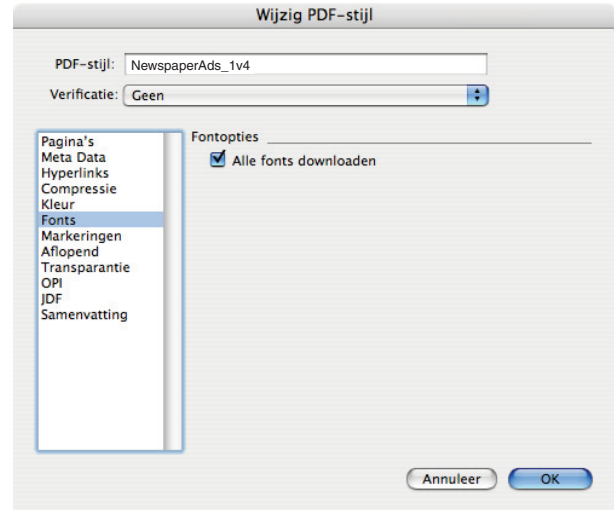 Wijzig PDF-stijl
PDF-stijl: NewspaperAds_1v4
Verificatie: Geen
Pagina's
Meta Data
Hyperlinks
Compressie
Kleur
Fonts
Markeringen
Aflopend
Transparantie
OPI
JDF
Samenvatting
Fontopties
Alle fonts downloaden
Annuleer
OK